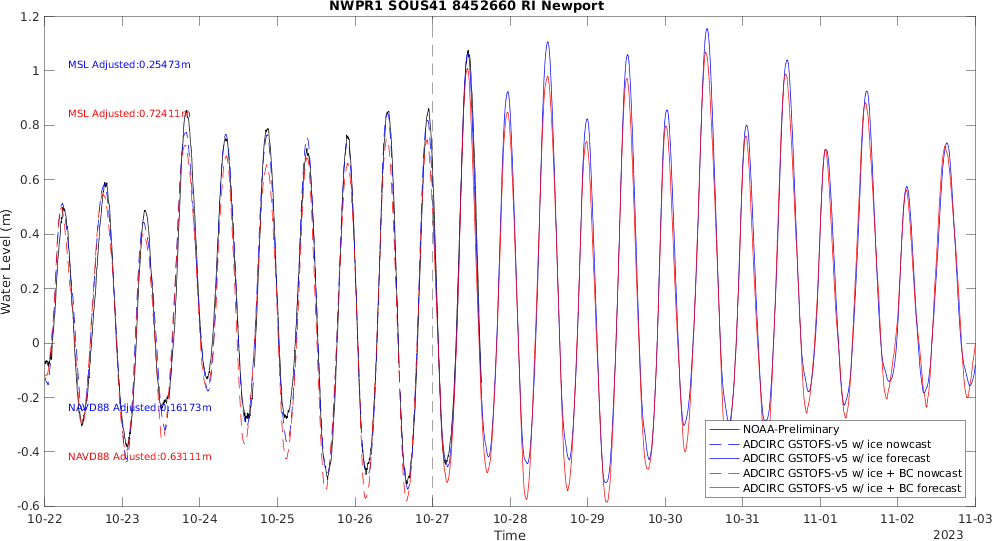 NWPR1 SOUS41 8452660 RI Newport
1.2
1
0.8
0.6
0.4
0.2
0
-0.2
-0.4
-0.6
Water Level (m)
MSL Adjusted:0.25473m
MSL Adjusted:0.72411m
NAVD88 Adjusted:0.16173m
NAVD88 Adjusted:0.63111m
NOAA-Preliminary
ADCIRC GSTOFS-v5 w/ ice nowcast
ADCIRC GSTOFS-v5 w/ ice forecast
ADCIRC GSTOFS-v5 w/ ice + BC nowcast
ADCIRC GSTOFS-v5 w/ ice + BC forecast
10-22 10-23 10-24 10-25 10-26 10-27 10-28 10-29 10-30 10-31 11-01 11-02 11-03
Time
2023